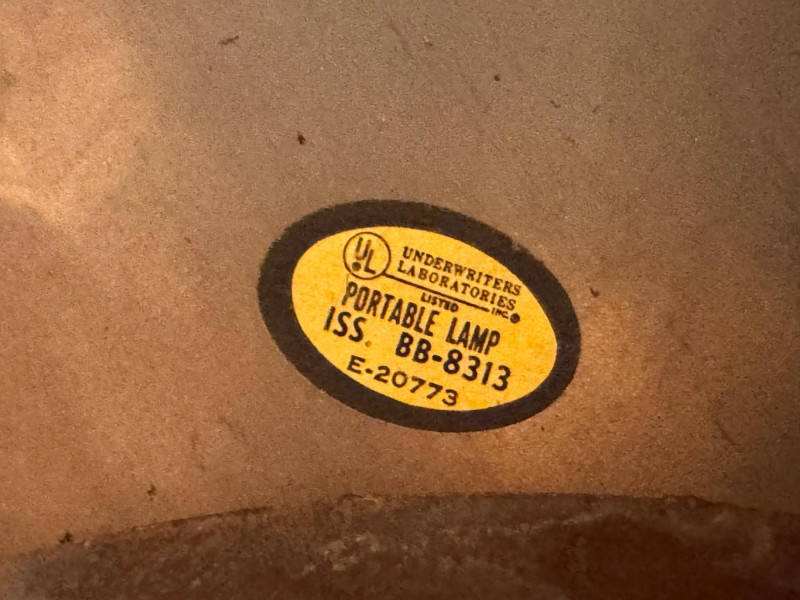 UL
UNDERWRITERS
LABORATORIES
LISTED INC.®
PORTABLE LAMP
ISS BB-8313
E-20773